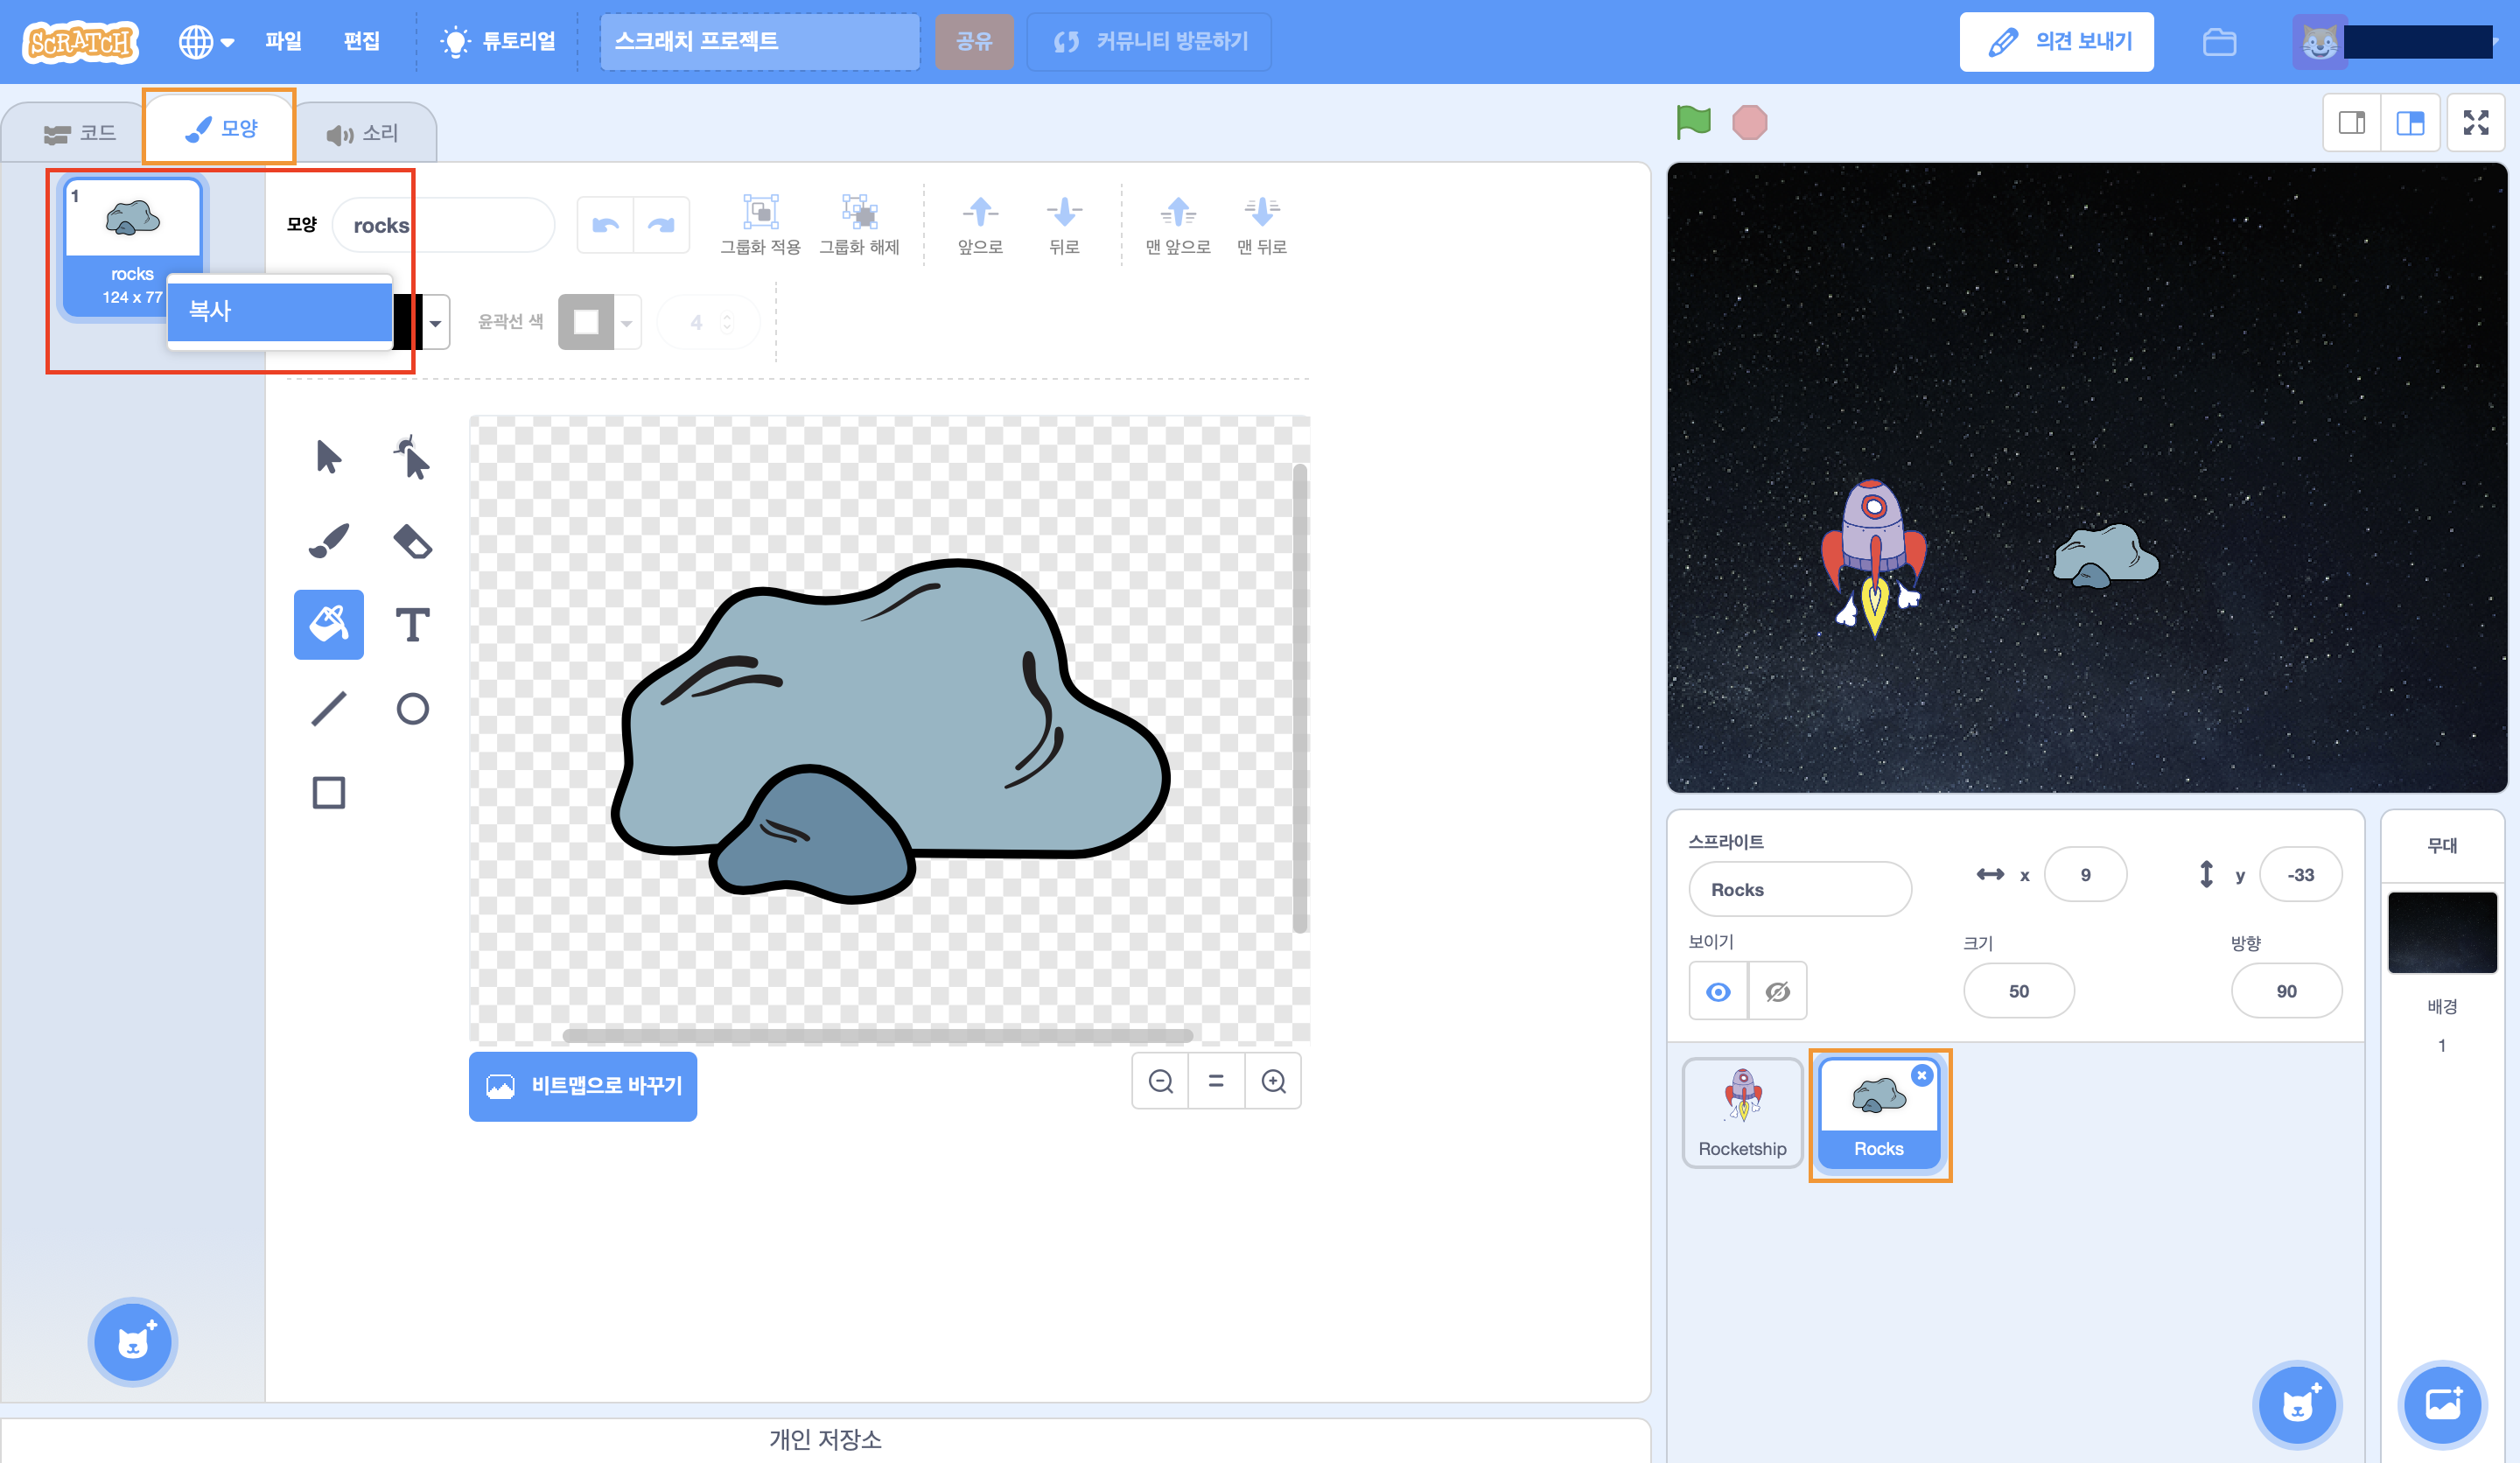 SCRATCH
파일
편집
튜토리얼
스크래치 프로젝트
공유
커뮤니티 방문하기
의견 보내기
코드
모양
소리
1
rocks
124 x 77
복사
모양
rocks
그룹화 적용
그룹화 해제
앞으로
뒤로
맨 앞으로
맨 뒤로
윤곽선 색
4
비트맵으로 바꾸기
개인 저장소
스프라이트
Rocks
x
9
y
-33
보이기
크기
50
방향
90
Rocketship
Rocks
무대
배경
1